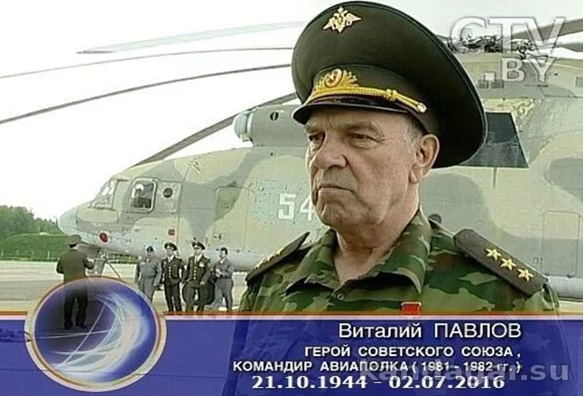 CTV
.BY
54
Виталий ПАВЛОВ
ГЕРОЙ СОВЕТСКОГО СОЮЗА,
КОМАНДИР АВИАПОЛКА (1981 - 1982 гг.)
21.10.1944 - 02.07.2016